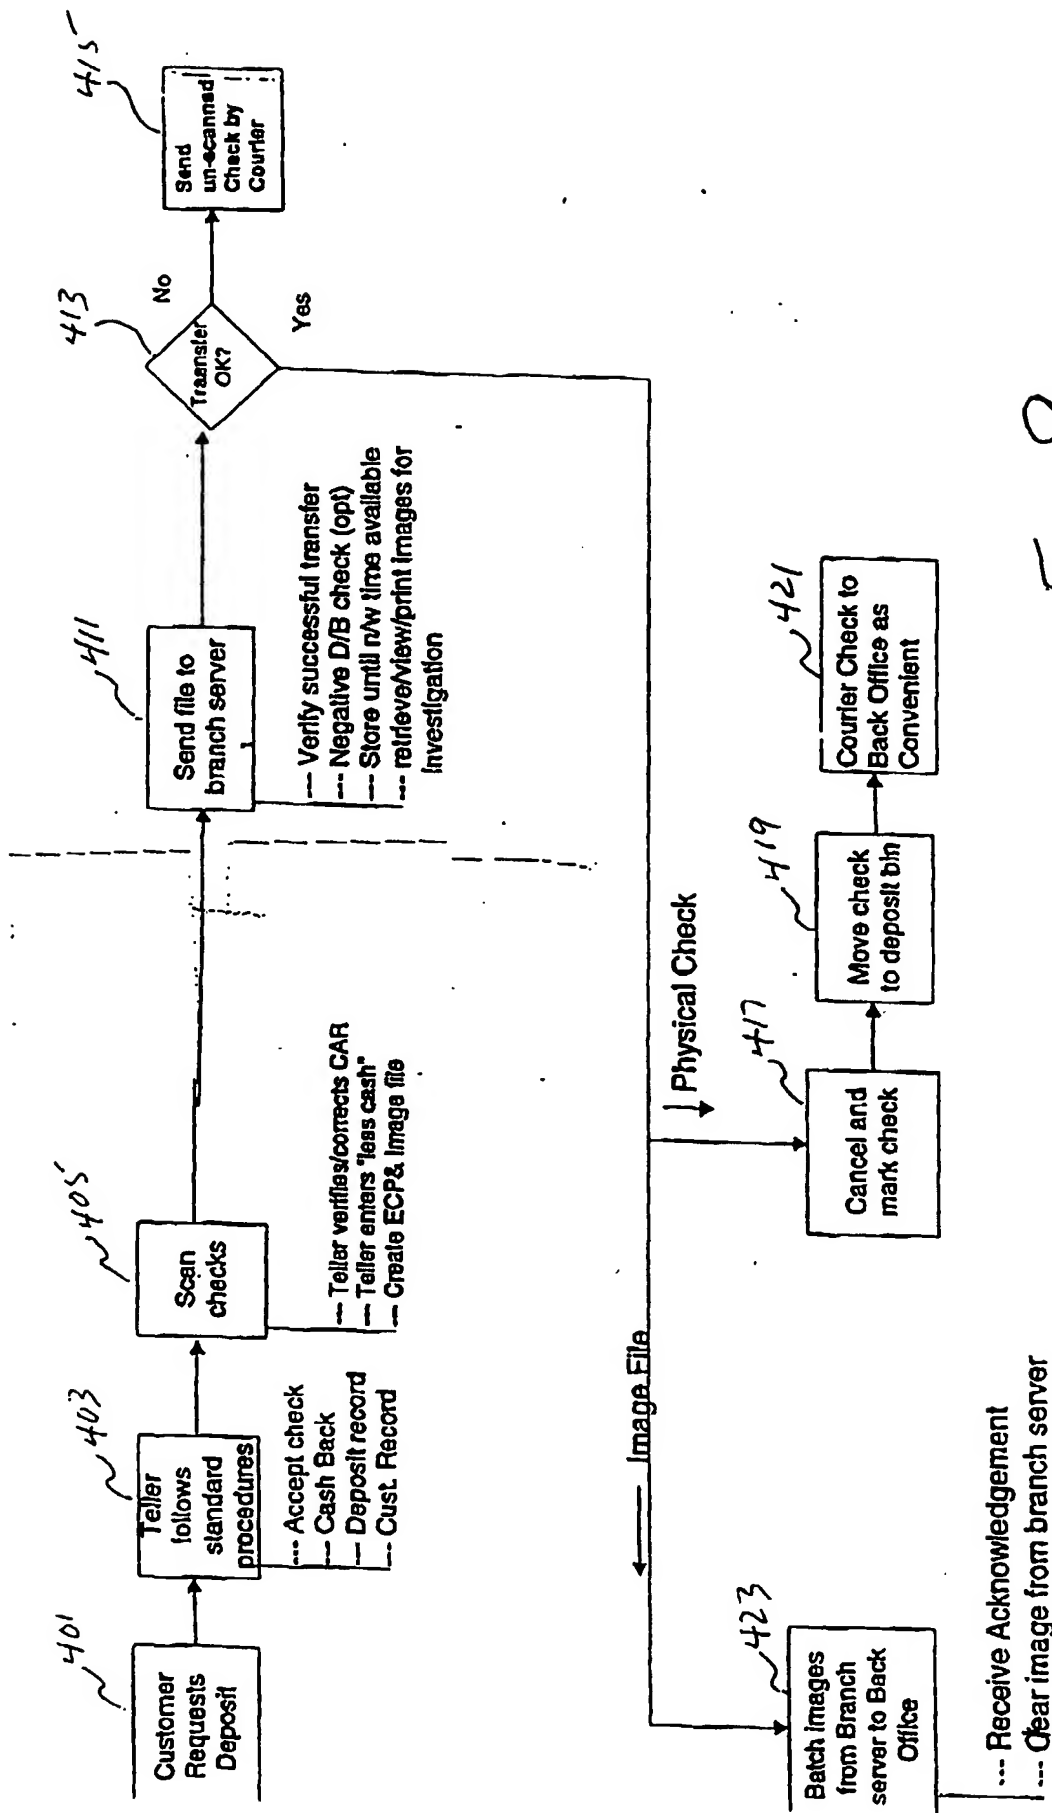 401
Customer
Requests
Deposit
403
Teller
follows
standard
procedures
--- Accept check
--- Cash Back
--- Deposit record
--- Cust. Record
405
Scan
checks
--- Teller verifies/corrects CAR
--- Teller enters "less cash"
--- Create ECP& Image file
411
Send file to
branch server
--- Verify successful transfer
--- Negative D/B check (opt)
--- Store until n/w time available
--- retrieve/view/print images for
Investigation
413
Traansfer
OK?
No
Yes
415
Send
un-scanned
Check by
Courier
Image File
Physical Check
417
Cancel and
mark check
419
Move check
to deposit bin
421
Courier Check to
Back Office as
Convenient
423
Batch images
from Branch
server to Back
Office
--- Receive Acknowledgement
--- Clear image from branch server